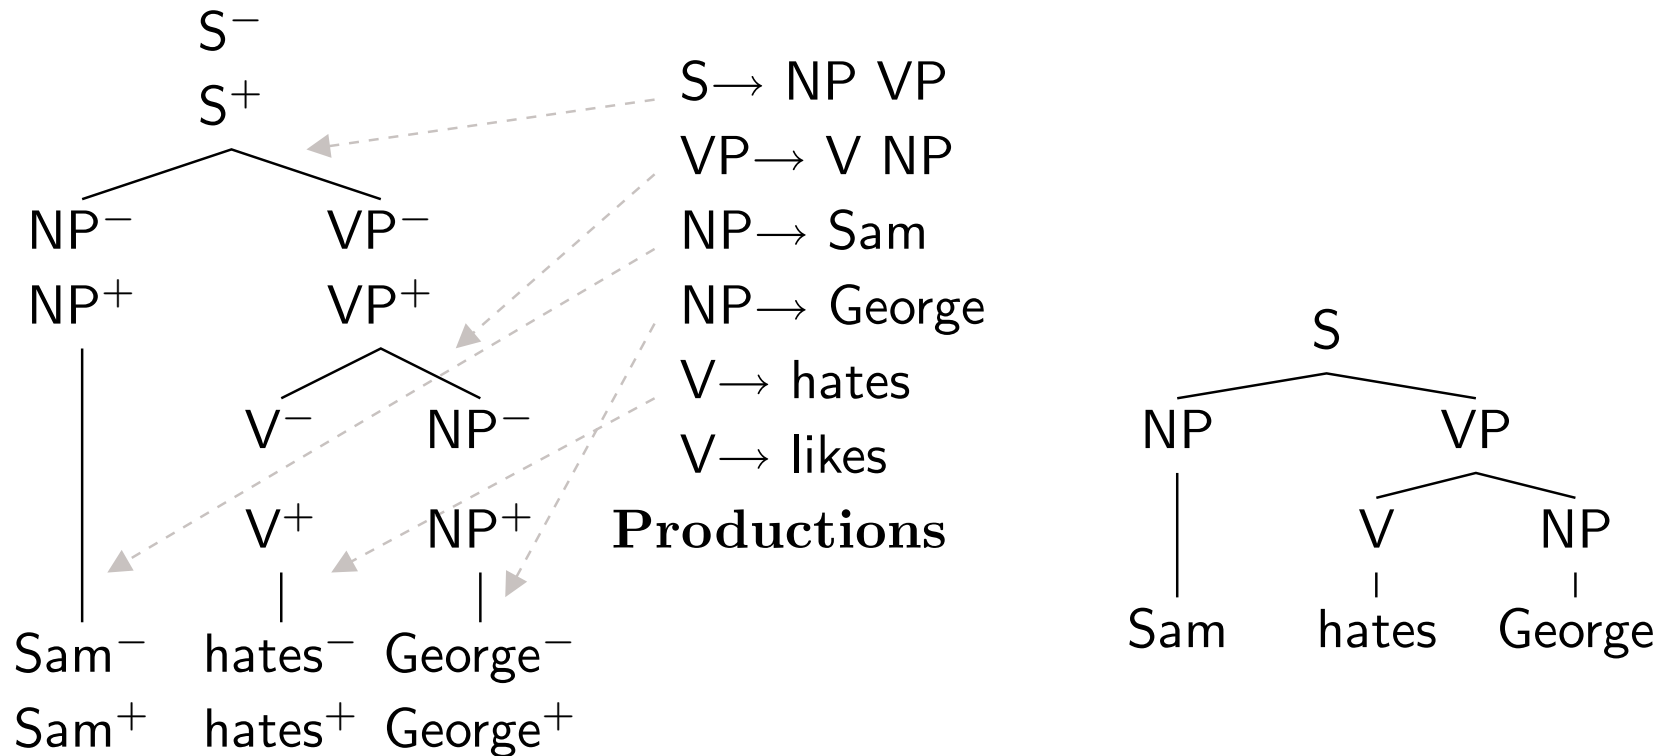 S⁻
S⁺
NP⁻ VP⁻
NP⁺ VP⁺
V⁻ NP⁻
V⁺ NP⁺
Sam⁻ hates⁻ George⁻
Sam⁺ hates⁺ George⁺
S→ NP VP
VP→ V NP
NP→ Sam
NP→ George
V→ hates
V→ likes
Productions
S
NP VP
V NP
Sam hates George